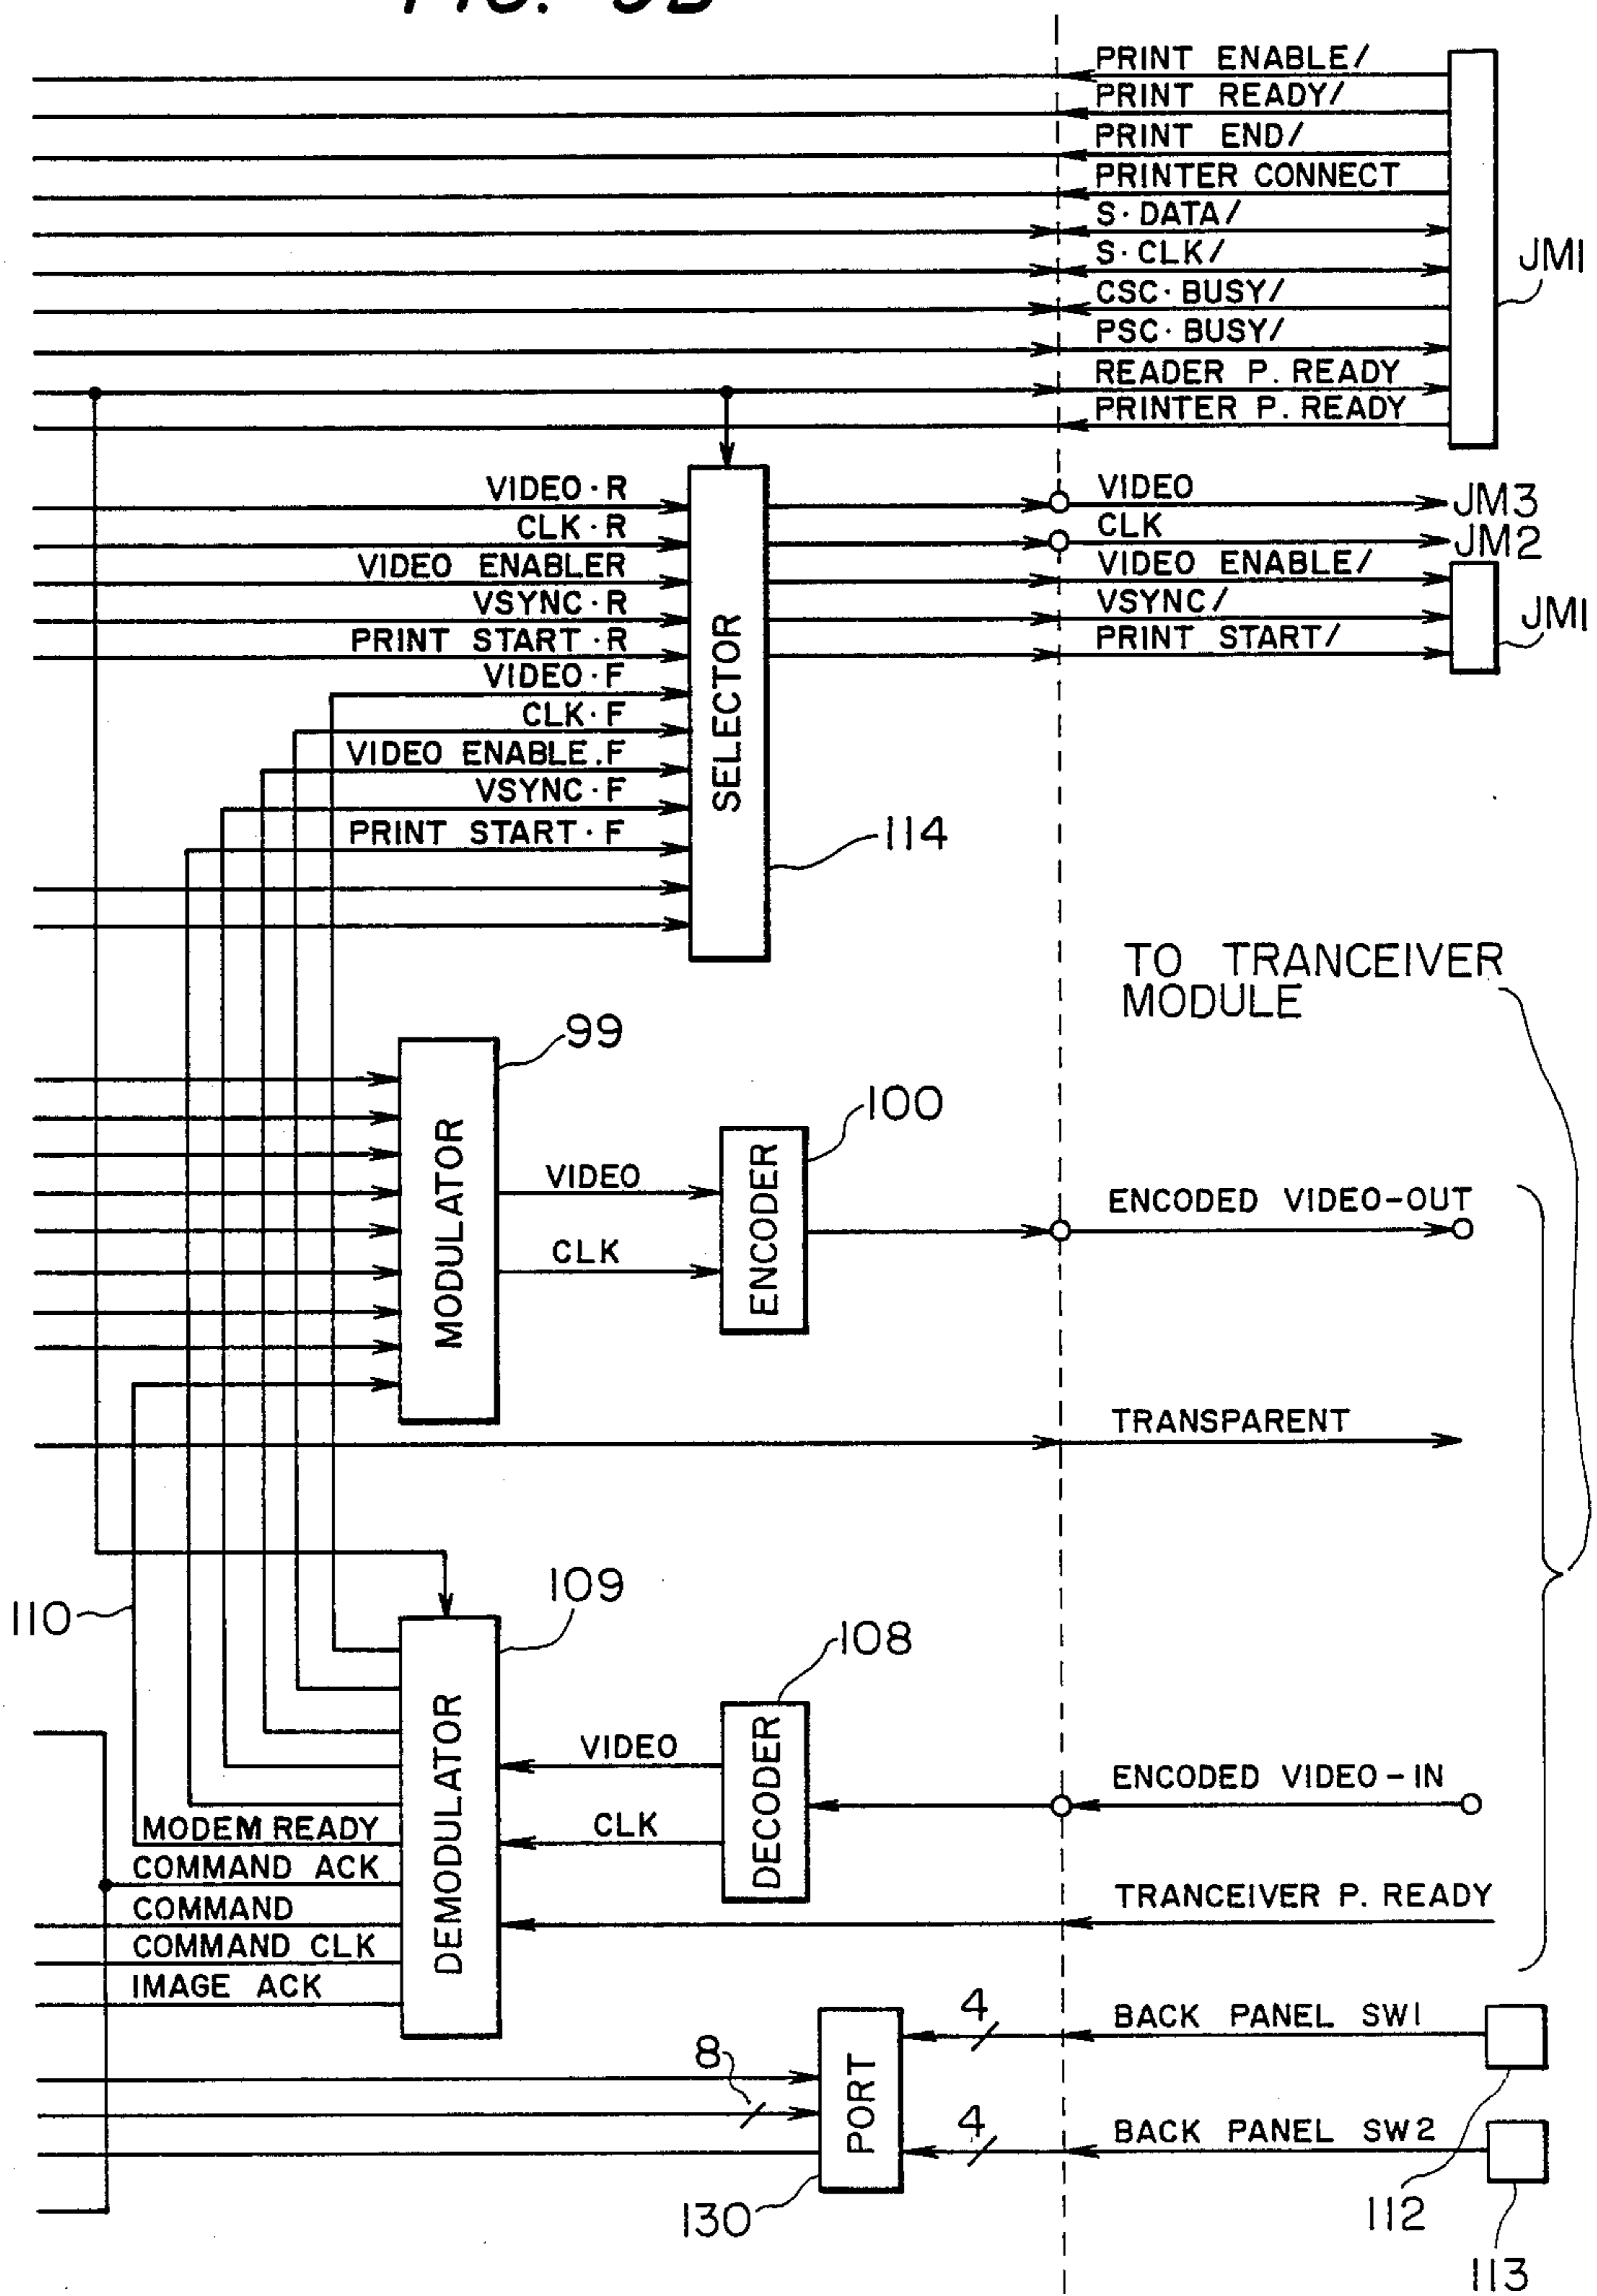 PRINT ENABLE/
PRINT READY/
PRINT END/
PRINTER CONNECT
S·DATA/
S·CLK/
JM1
CSC·BUSY/
PSC·BUSY/
READER P. READY
PRINTER P. READY
VIDEO·R
VIDEO
JM3
CLK·R
CLK
JM2
VIDEO ENABLER
VIDEO ENABLE/
VSYNC·R
VSYNC/
JM1
PRINT START·R
PRINT START/
VIDEO·F
CLK·F
VIDEO ENABLE.F
VSYNC·F
PRINT START·F
SELECTOR
114
TO TRANCEIVER
MODULE
99
100
MODULATOR
VIDEO
CLK
ENCODER
ENCODED VIDEO-OUT
TRANSPARENT
109
110
108
DEMODULATOR
VIDEO
CLK
DECODER
ENCODED VIDEO-IN
MODEM READY
COMMAND ACK
COMMAND
TRANCEIVER P. READY
COMMAND CLK
IMAGE ACK
4
BACK PANEL SW1
8
PORT
4
BACK PANEL SW2
130
112
113